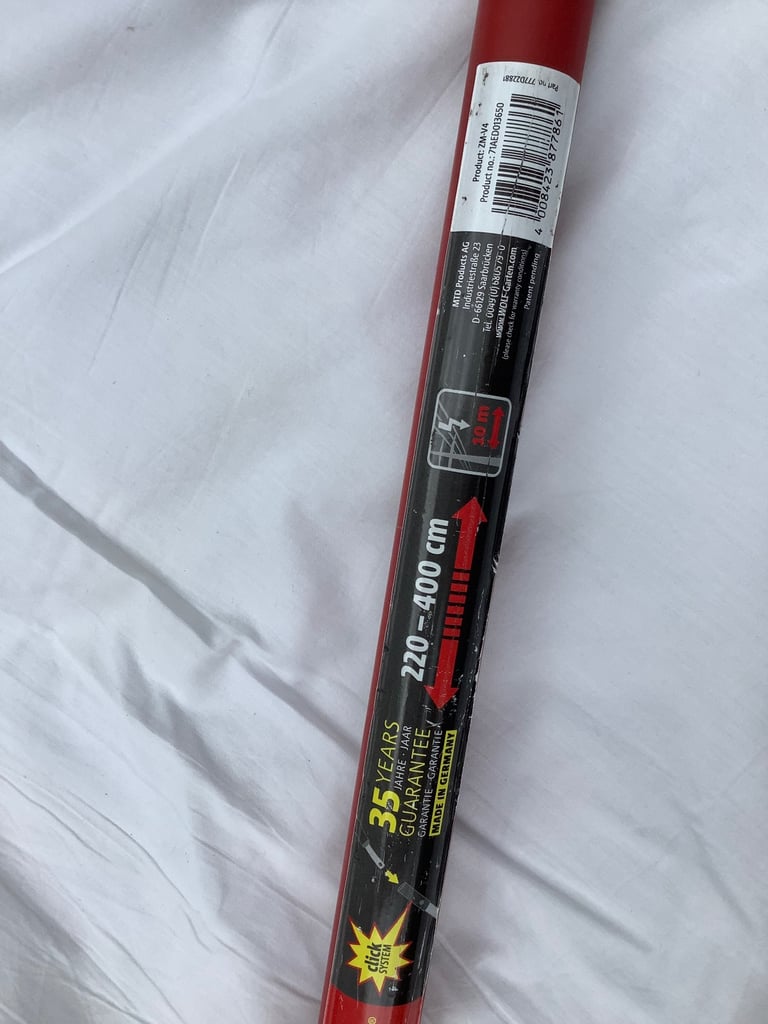 Part no. 777D22881
Product: ZM-V4
Product no.: 71AED013650
4 008423 877861
MTD Products AG
Industriestraße 23
D- 66129 Saarbrücken
Tel. 0049 (0) 6805 79- 0
www.WOLF-Garten.com
(please check for warranty conditions)
Patent pending
10 m
220 – 400 cm
35 YEARS
JAHRE · JAAR
GUARANTEE
GARANTIE · GARANTIE
MADE IN GERMANY
click
SYSTEM
®